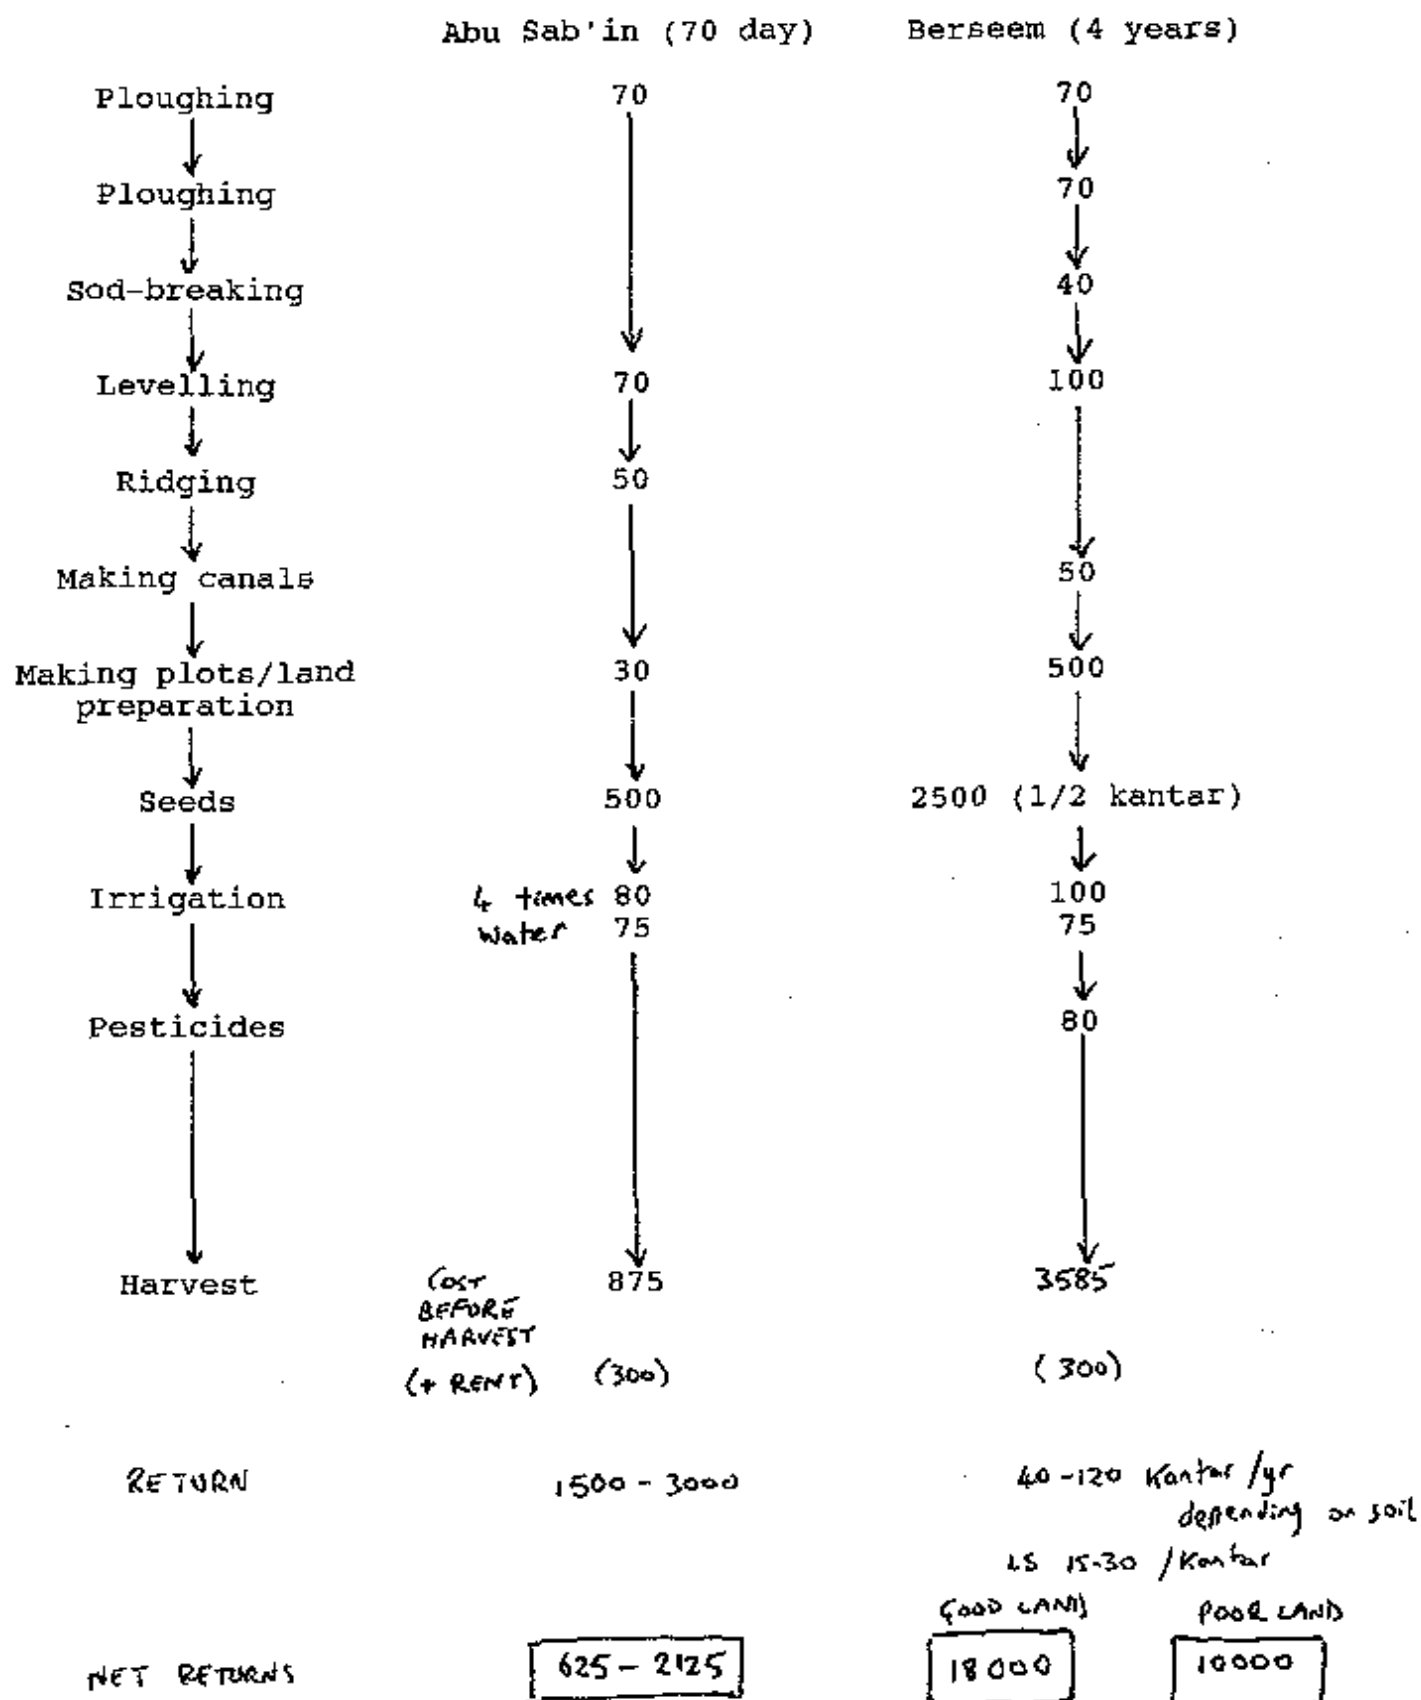 Abu Sab'in (70 day) Berseem (4 years)
Ploughing 70 70
Ploughing 70
Sod-breaking 40
Levelling 70 100
Ridging 50
Making canals 50
Making plots/land 30 500
preparation
Seeds 500 2500 (1/2 kantar)
Irrigation 4 times 80 100
Water 75 75
Pesticides 80
Harvest COST 875 3585
BEFORE
HARVEST
(+ RENT) (300) (300)
RETURN 1500 - 3000 40 -120 Kantar /yr
depending on soil
LS 15-30 /Kantar
GOOD LAND POOR LAND
NET RETURNS 625 - 2125 18000 10000